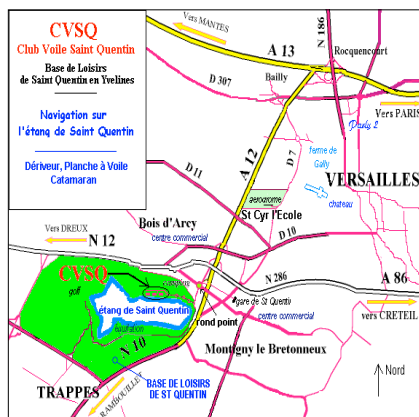 CVSQ
Club Voile Saint Quentin
Base de Loisirs
de Saint Quentin en Yvelines
Navigation sur
l'étang de Saint Quentin
Dériveur, Planche à Voile
Catamaran
Vers MANTES
A 13
N 186
Rocquencourt
Bailly
D 307
Vers PARIS
Parly 2
A 12
D 7
ferme de
Gally
D 11
VERSAILLES
aerodrome
chateau
St Cyr l'Ecole
Bois d'Arcy
D 10
Vers DREUX
centre commercial
N 12
CVSQ
golf
N 286
A 86
gare de St Quentin
vers CRETEIL
étang de Saint Quentin
rond point
centre commercial
équitation
N 10
Montigny le Bretonneux
BASE DE LOISIRS
DE ST QUENTIN
TRAPPES
RAMBOUILLET
Nord